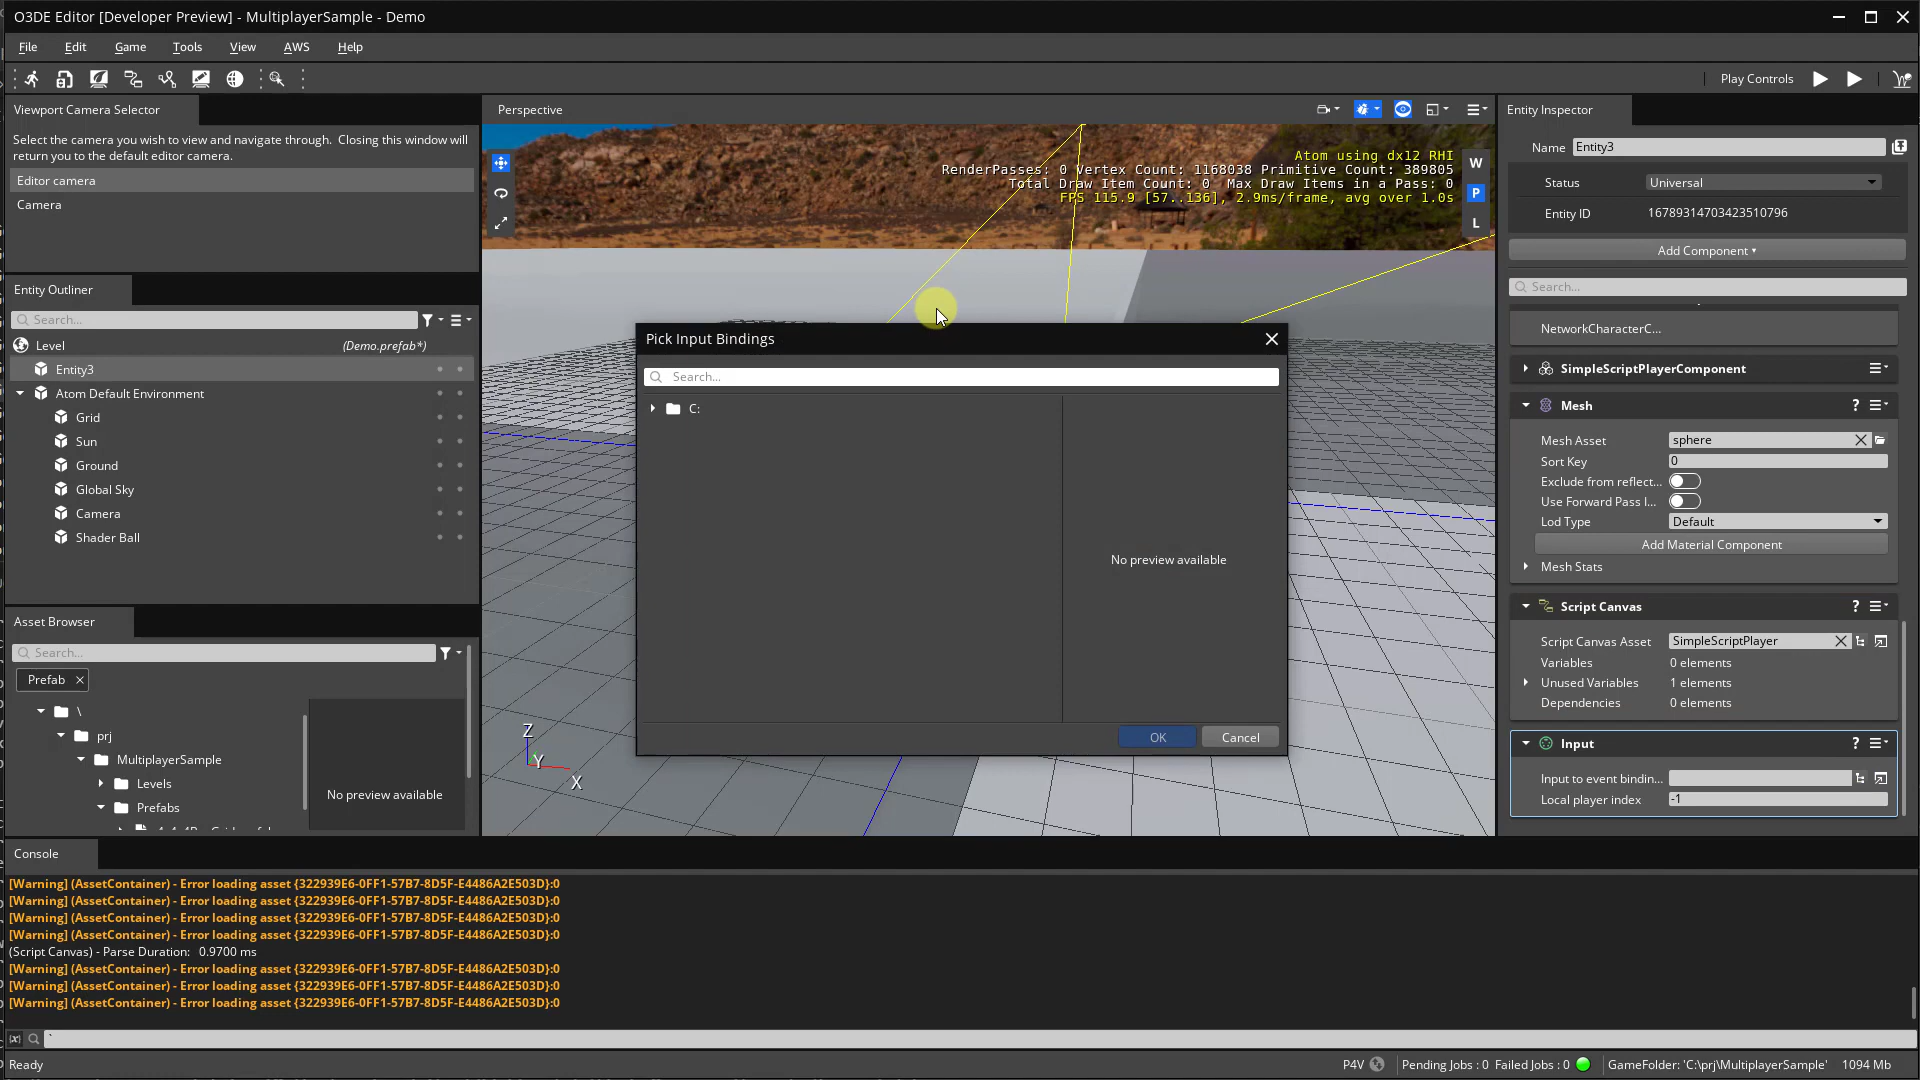 O3DE Editor [Developer Preview] - MultiplayerSample - Demo
File Edit Game Tools View AWS Help
Play Controls
Viewport Camera Selector
Select the camera you wish to view and navigate through. Closing this window will
return you to the default editor camera.
Editor camera
Camera
Entity Outliner
Search...
Level (Demo.prefab*)
Entity3
Atom Default Environment
Grid
Sun
Ground
Global Sky
Camera
Shader Ball
Asset Browser
Search...
Prefab
\
prj
MultiplayerSample
Levels
Prefabs
No preview available
Perspective
Atom using dx12 RHI
RenderPasses: 0 Vertex Count: 1168038 Primitive Count: 389805
Total Draw Item Count: 0 Max Draw Items in a Pass: 0
FPS 115.9 [57..136], 2.9ms/frame, avg over 1.0s
W
P
L
Z
Y
X
Pick Input Bindings
Search...
C:
No preview available
OK Cancel
Entity Inspector
Name Entity3
Status Universal
Entity ID 16789314703423510796
Add Component
Search...
NetworkCharacterC...
SimpleScriptPlayerComponent
Mesh ?
Mesh Asset sphere
Sort Key 0
Exclude from reflect...
Use Forward Pass I...
Lod Type Default
Add Material Component
Mesh Stats
Script Canvas ?
Script Canvas Asset SimpleScriptPlayer
Variables 0 elements
Unused Variables 1 elements
Dependencies 0 elements
Input ?
Input to event bindin...
Local player index -1
Console
[Warning] (AssetContainer) - Error loading asset {322939E6-0FF1-57B7-8D5F-E4486A2E503D}:0
[Warning] (AssetContainer) - Error loading asset {322939E6-0FF1-57B7-8D5F-E4486A2E503D}:0
[Warning] (AssetContainer) - Error loading asset {322939E6-0FF1-57B7-8D5F-E4486A2E503D}:0
[Warning] (AssetContainer) - Error loading asset {322939E6-0FF1-57B7-8D5F-E4486A2E503D}:0
(Script Canvas) - Parse Duration: 0.9700 ms
[Warning] (AssetContainer) - Error loading asset {322939E6-0FF1-57B7-8D5F-E4486A2E503D}:0
[Warning] (AssetContainer) - Error loading asset {322939E6-0FF1-57B7-8D5F-E4486A2E503D}:0
[Warning] (AssetContainer) - Error loading asset {322939E6-0FF1-57B7-8D5F-E4486A2E503D}:0
`
Ready
P4V Pending Jobs : 0 Failed Jobs : 0 GameFolder: 'C:\prj\MultiplayerSample' 1094 Mb